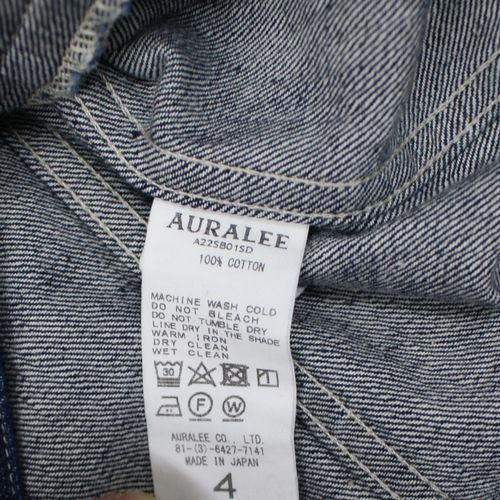 AURALEE
A22SB01SD
100% COTTON
MACHINE WASH COLD
DO NOT BLEACH
DO NOT TUMBLE DRY
LINE DRY IN THE SHADE
WARM IRON
DRY CLEAN
WET CLEAN
30
F W
AURALEE CO., LTD.
81-(3)-6427-7141
MADE IN JAPAN
4